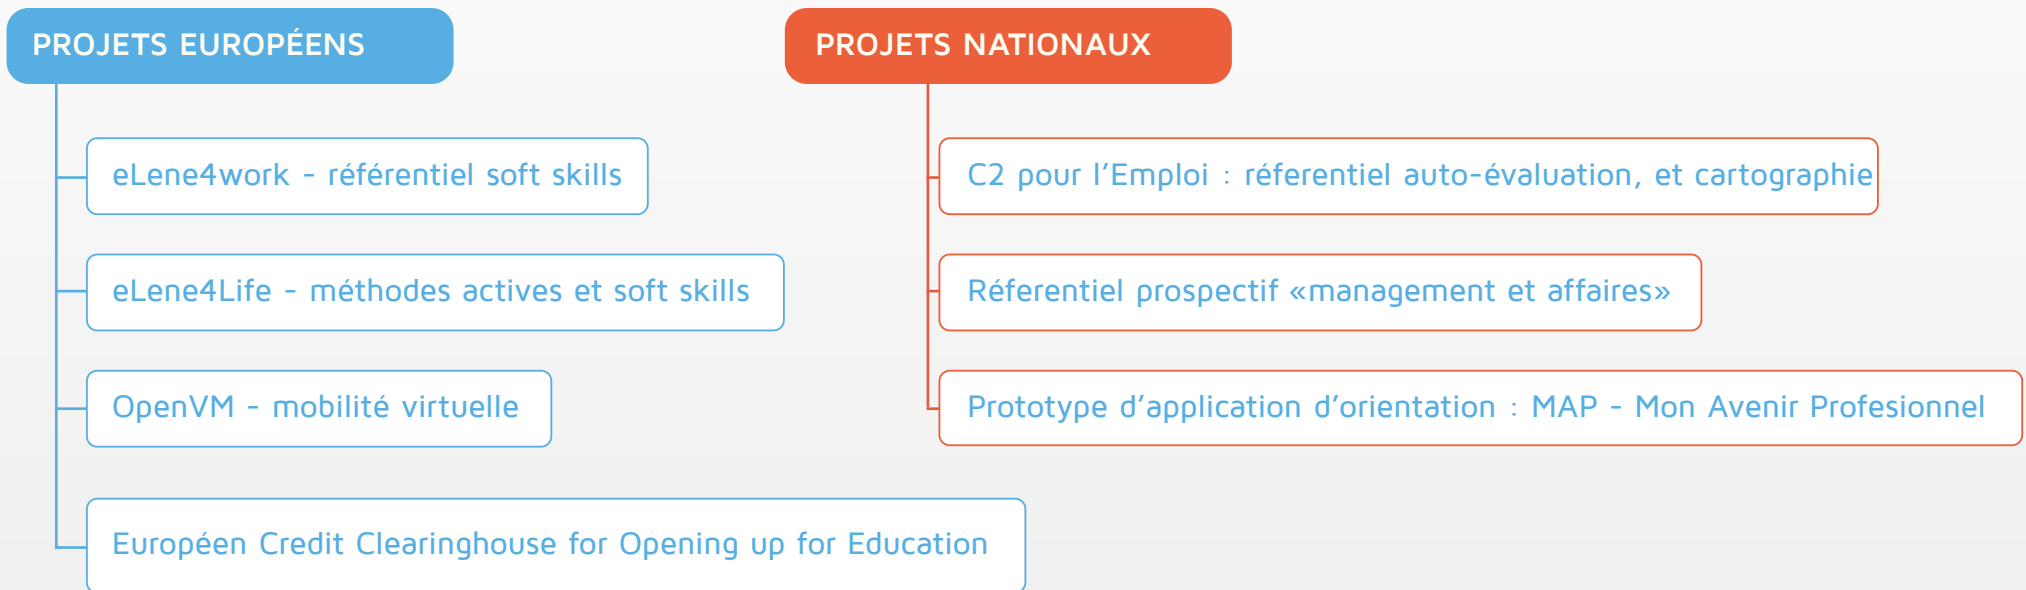 PROJETS EUROPÉENS
eLene4work - référentiel soft skills
eLene4Life - méthodes actives et soft skills
OpenVM - mobilité virtuelle
Européen Credit Clearinghouse for Opening up for Education
PROJETS NATIONAUX
C2 pour l’Emploi : réferentiel auto-évaluation, et cartographie
Réferentiel prospectif «management et affaires»
Prototype d’application d’orientation : MAP - Mon Avenir Profesionnel